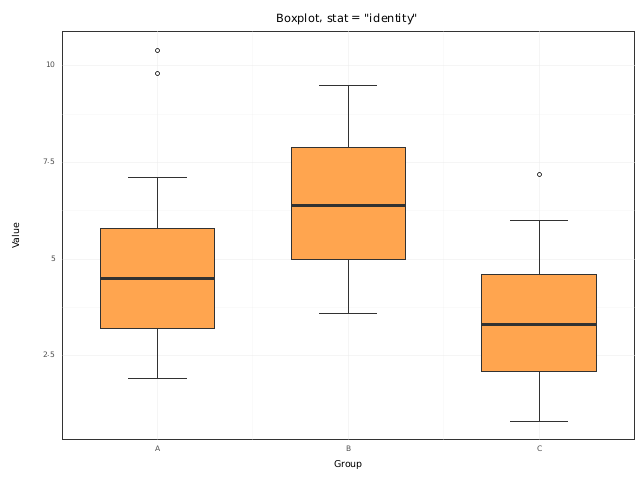 Boxplot, stat = "identity"
10
7.5
5
2.5
Value
A
B
C
Group